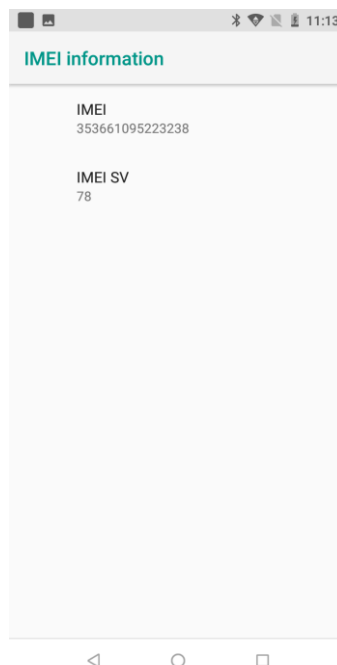 11:13
IMEI information
IMEI
353661095223238
IMEI SV
78